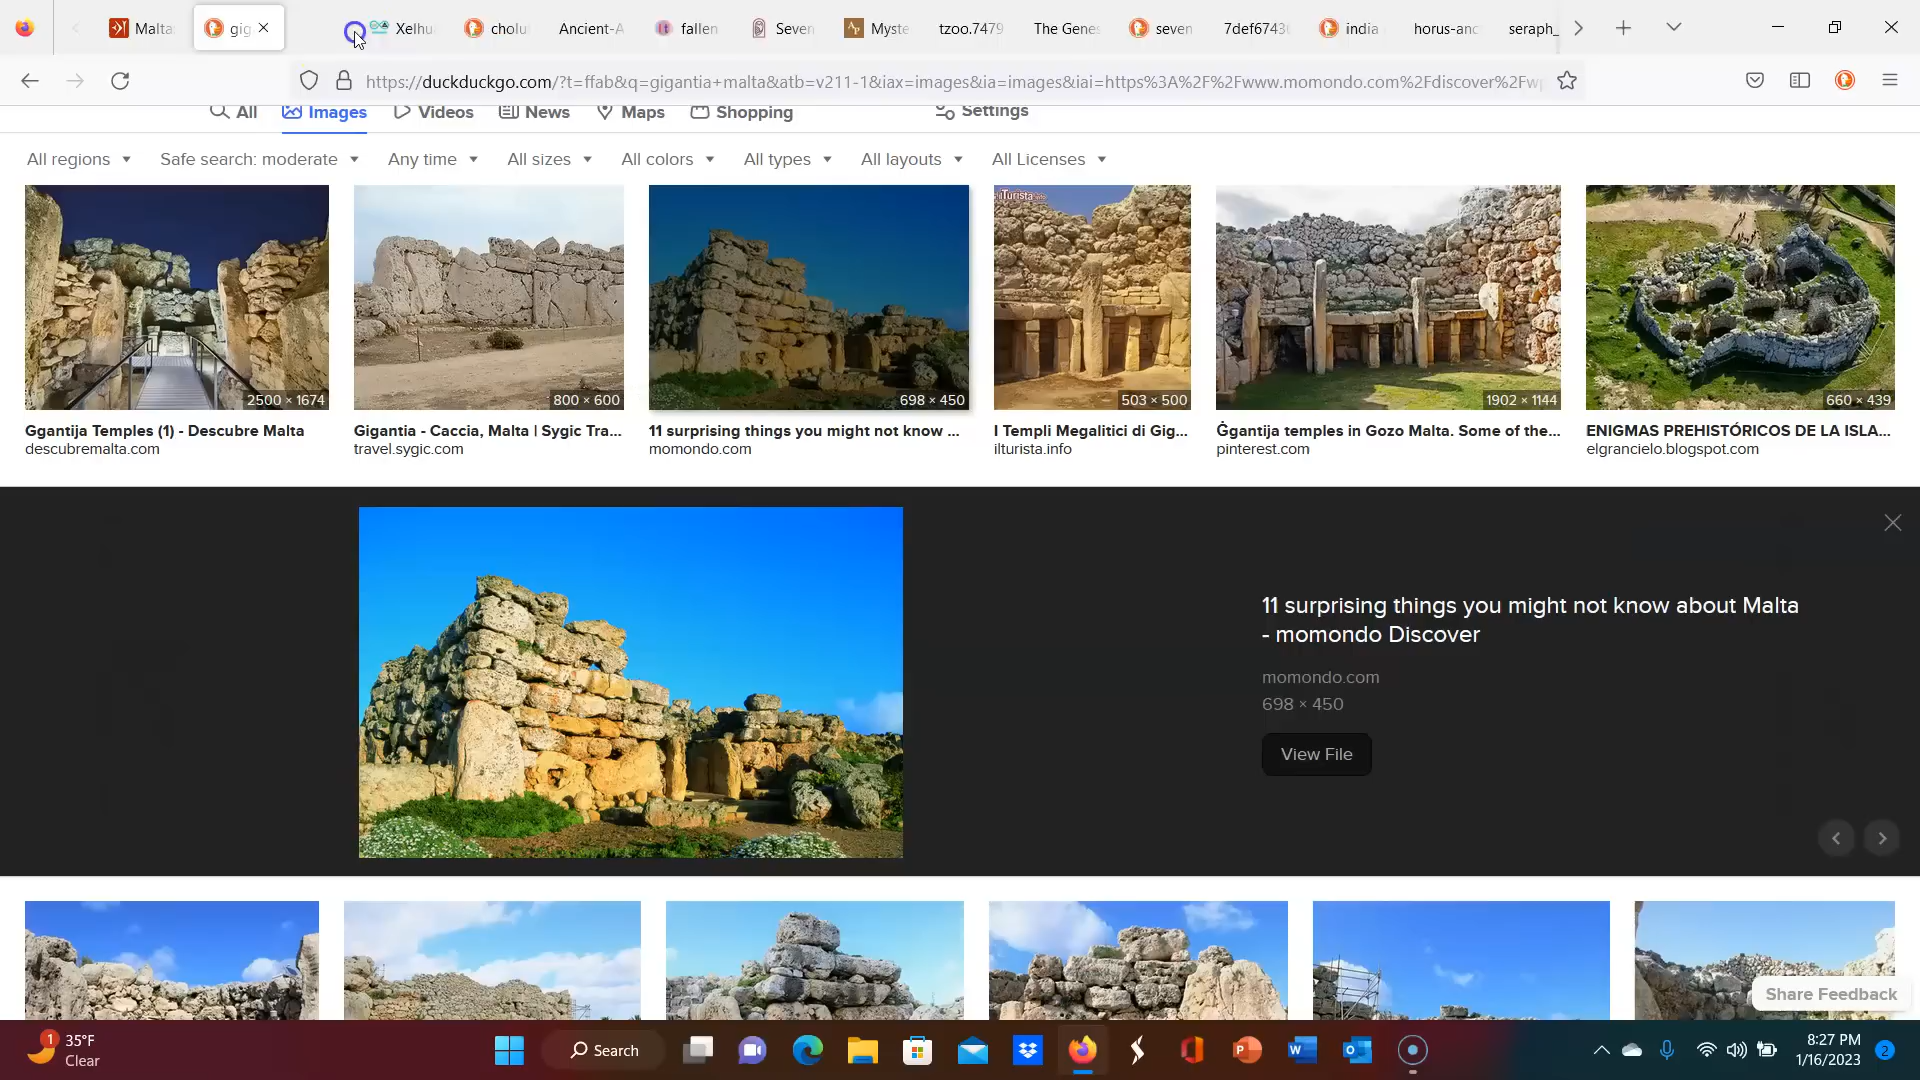 Malta
gig
Xelhu
cholu
Ancient-A
fallen
Seven
Myste
tzoo.7479
The Genes
seven
7def6743
india
horus-anc
seraph_
https://duckduckgo.com/?t=ffab&q=gigantia+malta&atb=v211-1&iax=images&ia=images&iai=https%3A%2F%2Fwww.momondo.com%2Fdiscover%2Fwp
All Images Videos News Maps Shopping Settings
All regions Safe search: moderate Any time All sizes All colors All types All layouts All Licenses
ilTurista.info
2500 × 1674
800 × 600
698 × 450
503 × 500
1902 × 1144
660 × 439
Ggantija Temples (1) - Descubre Malta
descubremalta.com
Gigantia - Caccia, Malta | Sygic Tra...
travel.sygic.com
11 surprising things you might not know ...
momondo.com
I Templi Megalitici di Gig...
ilturista.info
Ġgantija temples in Gozo Malta. Some of the...
pinterest.com
ENIGMAS PREHISTÓRICOS DE LA ISLA...
elgrancielo.blogspot.com
11 surprising things you might not know about Malta
- momondo Discover
momondo.com
698 × 450
View File
Share Feedback
1
35°F
Clear
Search
8:27 PM
1/16/2023
2